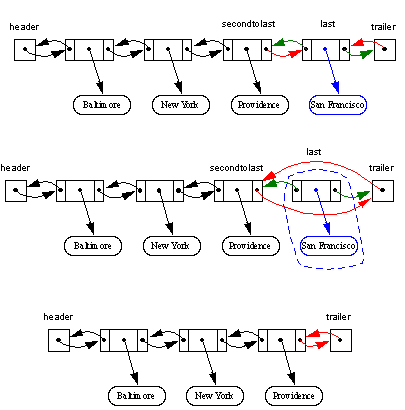 secondtolast last
header trailer
Baltimore New York Providence San Francisco
last
header secondtolast trailer
Baltimore New York Providence San Francisco
header trailer
Baltimore New York Providence